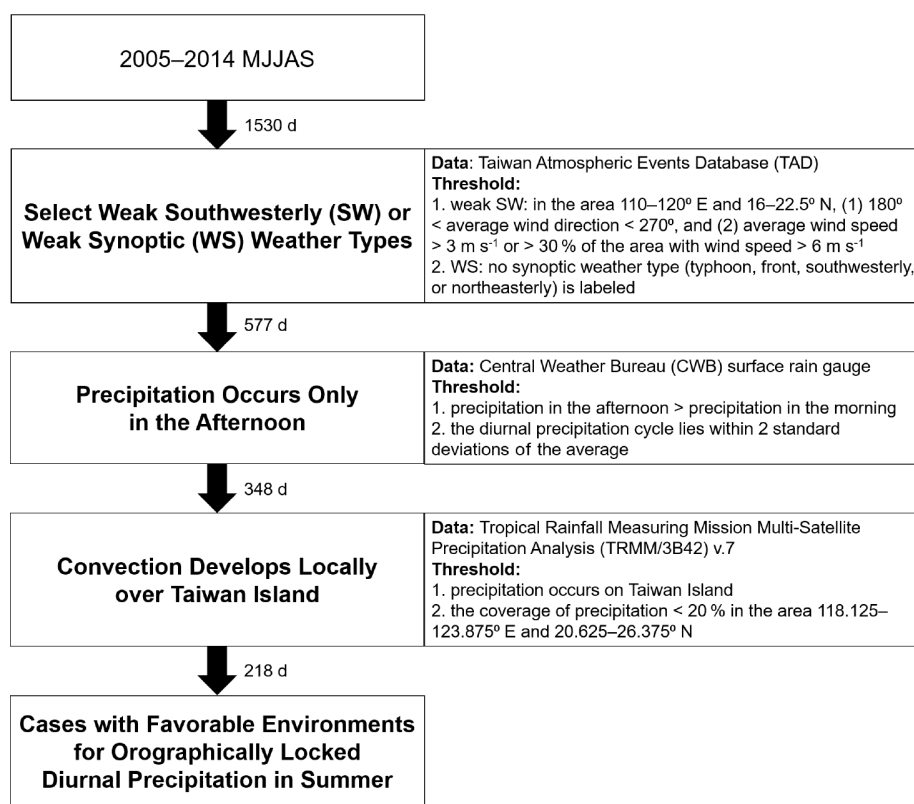 2005–2014 MJJAS
1530 d
Select Weak Southwesterly (SW) or
Weak Synoptic (WS) Weather Types
Data: Taiwan Atmospheric Events Database (TAD)
Threshold:
1. weak SW: in the area 110–120º E and 16–22.5º N, (1) 180º
< average wind direction < 270º, and (2) average wind speed
> 3 m s⁻¹ or > 30 % of the area with wind speed > 6 m s⁻¹
2. WS: no synoptic weather type (typhoon, front, southwesterly,
or northeasterly) is labeled
577 d
Precipitation Occurs Only
in the Afternoon
Data: Central Weather Bureau (CWB) surface rain gauge
Threshold:
1. precipitation in the afternoon > precipitation in the morning
2. the diurnal precipitation cycle lies within 2 standard
deviations of the average
348 d
Convection Develops Locally
over Taiwan Island
Data: Tropical Rainfall Measuring Mission Multi-Satellite
Precipitation Analysis (TRMM/3B42) v.7
Threshold:
1. precipitation occurs on Taiwan Island
2. the coverage of precipitation < 20 % in the area 118.125–
123.875º E and 20.625–26.375º N
218 d
Cases with Favorable Environments
for Orographically Locked
Diurnal Precipitation in Summer